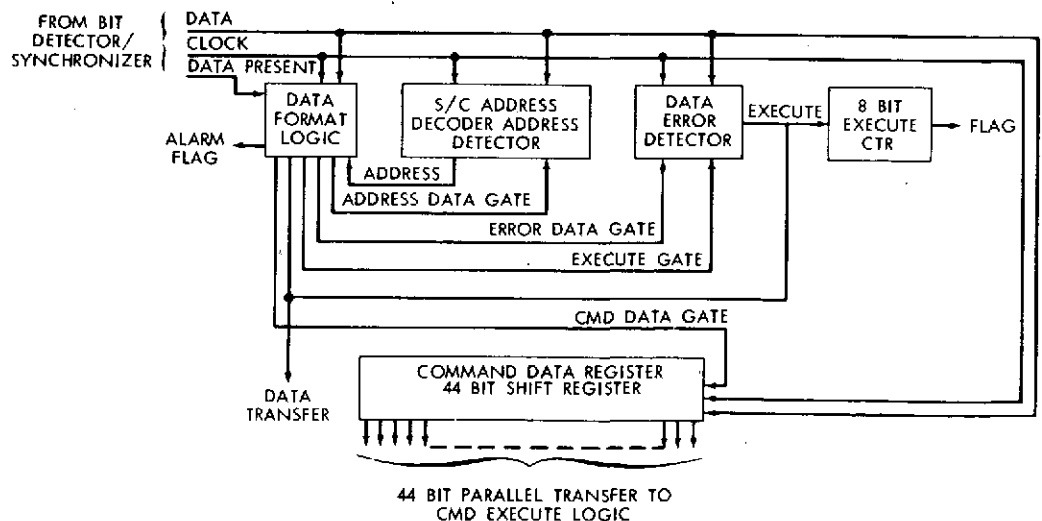 FROM BIT
DETECTOR/
SYNCHRONIZER
DATA
CLOCK
DATA PRESENT
DATA
FORMAT
LOGIC
S/C ADDRESS
DECODER ADDRESS
DETECTOR
DATA
ERROR
DETECTOR
EXECUTE
8 BIT
EXECUTE
CTR
FLAG
ALARM
FLAG
ADDRESS
ADDRESS DATA GATE
ERROR DATA GATE
EXECUTE GATE
CMD DATA GATE
DATA
TRANSFER
COMMAND DATA REGISTER
44 BIT SHIFT REGISTER
44 BIT PARALLEL TRANSFER TO
CMD EXECUTE LOGIC